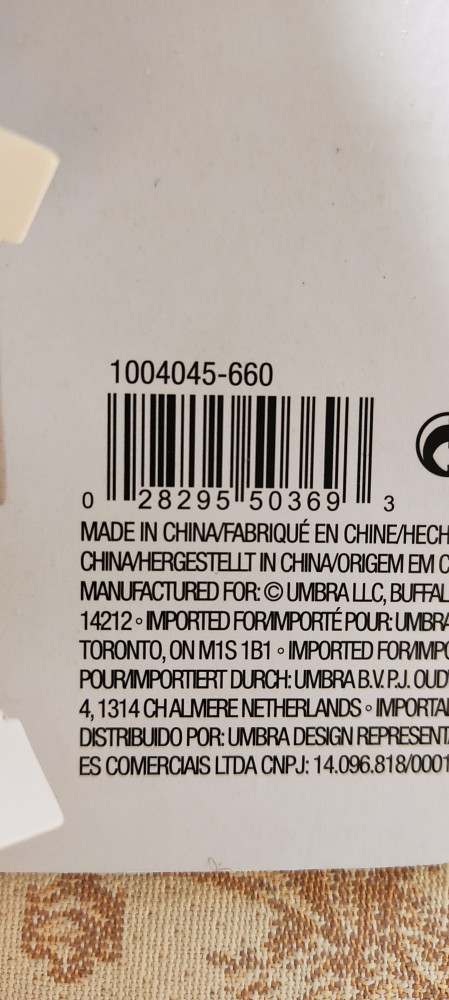 1004045-660
0 28295 50369 3
MADE IN CHINA/FABRIQUÉ EN CHINE/HECH
CHINA/HERGESTELLT IN CHINA/ORIGEM EM C
MANUFACTURED FOR: © UMBRA LLC, BUFFAL
14212 ∘ IMPORTED FOR/IMPORTÉ POUR: UMBRA
TORONTO, ON M1S 1B1 ∘ IMPORTED FOR/IMPO
POUR/IMPORTIERT DURCH: UMBRA B.V. P.J. OUD
4, 1314 CH ALMERE NETHERLANDS ∘ IMPORTA
DISTRIBUIDO POR: UMBRA DESIGN REPRESENT
ES COMERCIAIS LTDA CNPJ: 14.096.818/0001